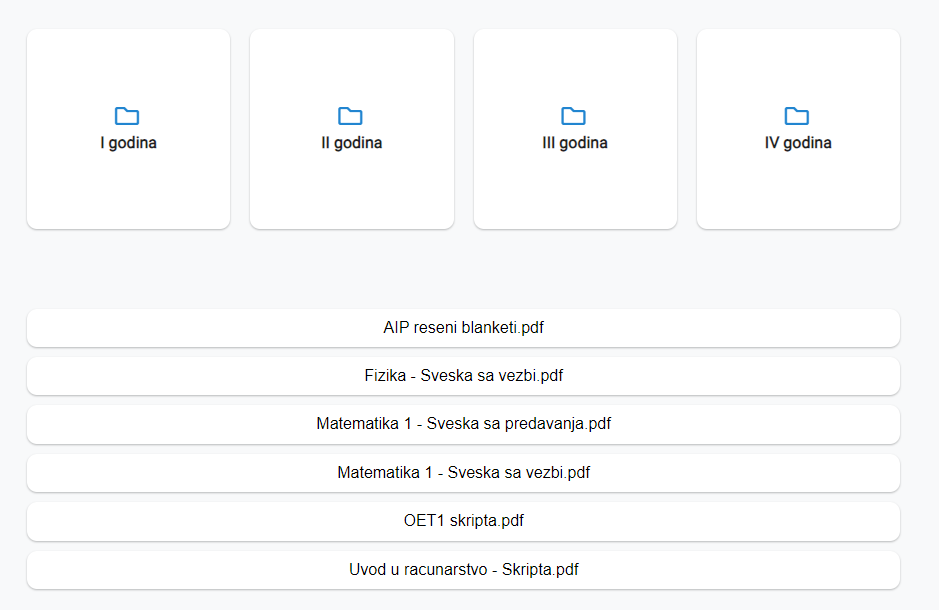 I godina
II godina
III godina
IV godina
AIP reseni blanketi.pdf
Fizika - Sveska sa vezbi.pdf
Matematika 1 - Sveska sa predavanja.pdf
Matematika 1 - Sveska sa vezbi.pdf
OET1 skripta.pdf
Uvod u racunarstvo - Skripta.pdf